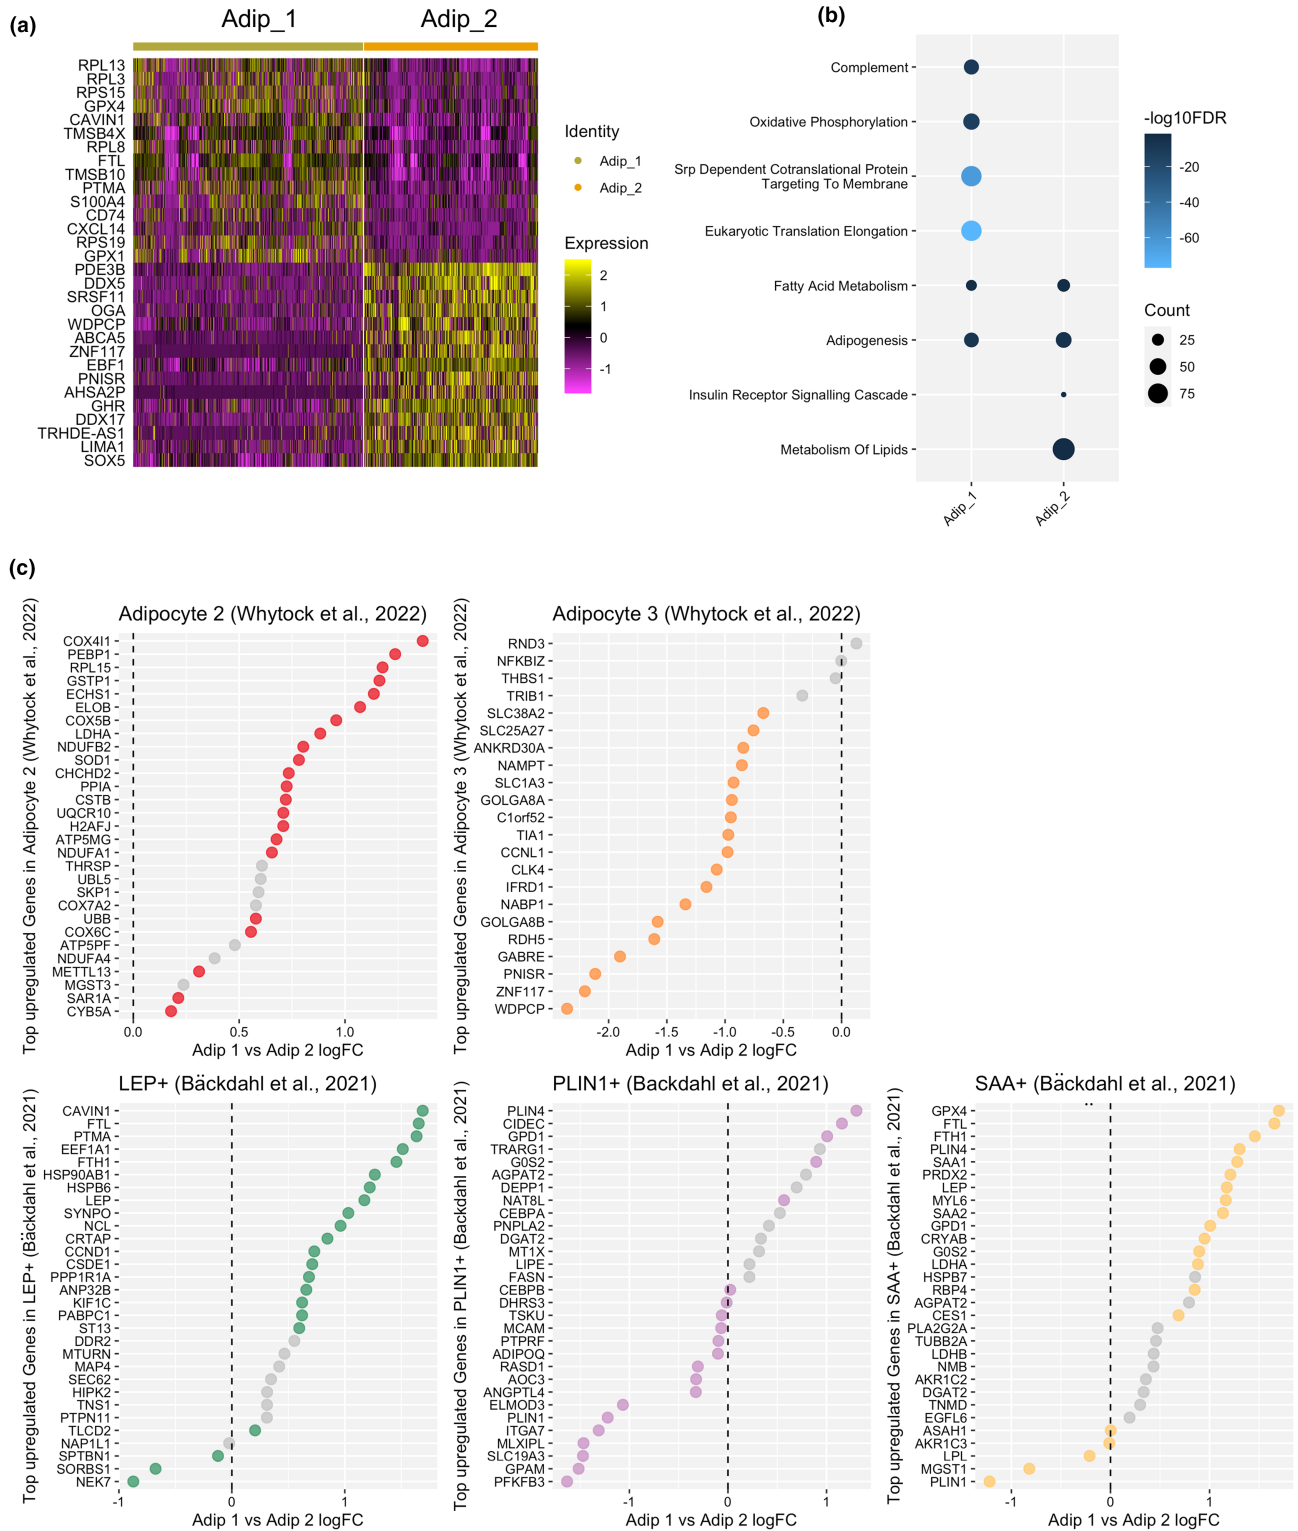 (a)
Adip_1
Adip_2
RPL13
RPL3
RPS15
GPX4
CAVIN1
TMSB4X
RPL8
FTL
TMSB10
PTMA
S100A4
CD74
CXCL14
RPS19
GPX1
PDE3B
DDX5
SRSF11
OGA
WDPCP
ABCA5
ZNF117
EBF1
PNISR
AHSA2P
GHR
DDX17
TRHDE-AS1
LIMA1
SOX5
Identity
Adip_1
Adip_2
Expression
2
1
0
-1
(b)
Complement
Oxidative Phosphorylation
Srp Dependent Cotranslational Protein
Targeting To Membrane
Eukaryotic Translation Elongation
Fatty Acid Metabolism
Adipogenesis
Insulin Receptor Signalling Cascade
Metabolism Of Lipids
Adip_1
Adip_2
-log10FDR
-20
-40
-60
Count
25
50
75
(c)
Adipocyte 2 (Whytock et al., 2022)
Top upregulated Genes in Adipocyte 2 (Whytock et al., 2022)
COX4I1
PEBP1
RPL15
GSTP1
ECHS1
ELOB
COX5B
LDHA
NDUFB2
SOD1
CHCHD2
PPIA
CSTB
UQCR10
H2AFJ
ATP5MG
NDUFA1
THRSP
UBL5
SKP1
COX7A2
UBB
COX6C
ATP5PF
NDUFA4
METTL13
MGST3
SAR1A
CYB5A
0.0
0.5
1.0
Adip 1 vs Adip 2 logFC
Adipocyte 3 (Whytock et al., 2022)
Top upregulated Genes in Adipocyte 3 (Whytock et al., 2022)
RND3
NFKBIZ
THBS1
TRIB1
SLC38A2
SLC25A27
ANKRD30A
NAMPT
SLC1A3
GOLGA8A
C1orf52
TIA1
CCNL1
CLK4
IFRD1
NABP1
GOLGA8B
RDH5
GABRE
PNISR
ZNF117
WDPCP
-2.0
-1.5
-1.0
-0.5
0.0
Adip 1 vs Adip 2 logFC
LEP+ (Bäckdahl et al., 2021)
Top upregulated Genes in LEP+ (Bäckdahl et al., 2021)
CAVIN1
FTL
PTMA
EEF1A1
FTH1
HSP90AB1
HSPB6
LEP
SYNPO
NCL
CRTAP
CCND1
CSDE1
PPP1R1A
ANP32B
KIF1C
PABPC1
ST13
DDR2
MTURN
MAP4
SEC62
HIPK2
TNS1
PTPN11
TLCD2
NAP1L1
SPTBN1
SORBS1
NEK7
-1
0
1
Adip 1 vs Adip 2 logFC
PLIN1+ (Backdahl et al., 2021)
Top upregulated Genes in PLIN1+ (Backdahl et al., 2021)
PLIN4
CIDEC
GPD1
TRARG1
G0S2
AGPAT2
DEPP1
NAT8L
CEBPA
PNPLA2
DGAT2
MT1X
LIPE
FASN
CEBPB
DHRS3
TSKU
MCAM
PTPRF
ADIPOQ
RASD1
AOC3
ANGPTL4
ELMOD3
PLIN1
ITGA7
MLXIPL
SLC19A3
GPAM
PFKFB3
-1
0
1
Adip 1 vs Adip 2 logFC
SAA+ (Bäckdahl et al., 2021)
Top upregulated Genes in SAA+ (Backdahl et al., 2021)
GPX4
FTL
FTH1
PLIN4
SAA1
PRDX2
LEP
MYL6
SAA2
GPD1
CRYAB
G0S2
LDHA
HSPB7
RBP4
AGPAT2
CES1
PLA2G2A
TUBB2A
LDHB
NMB
AKR1C2
DGAT2
TNMD
EGFL6
ASAH1
AKR1C3
LPL
MGST1
PLIN1
-1
0
1
Adip 1 vs Adip 2 logFC